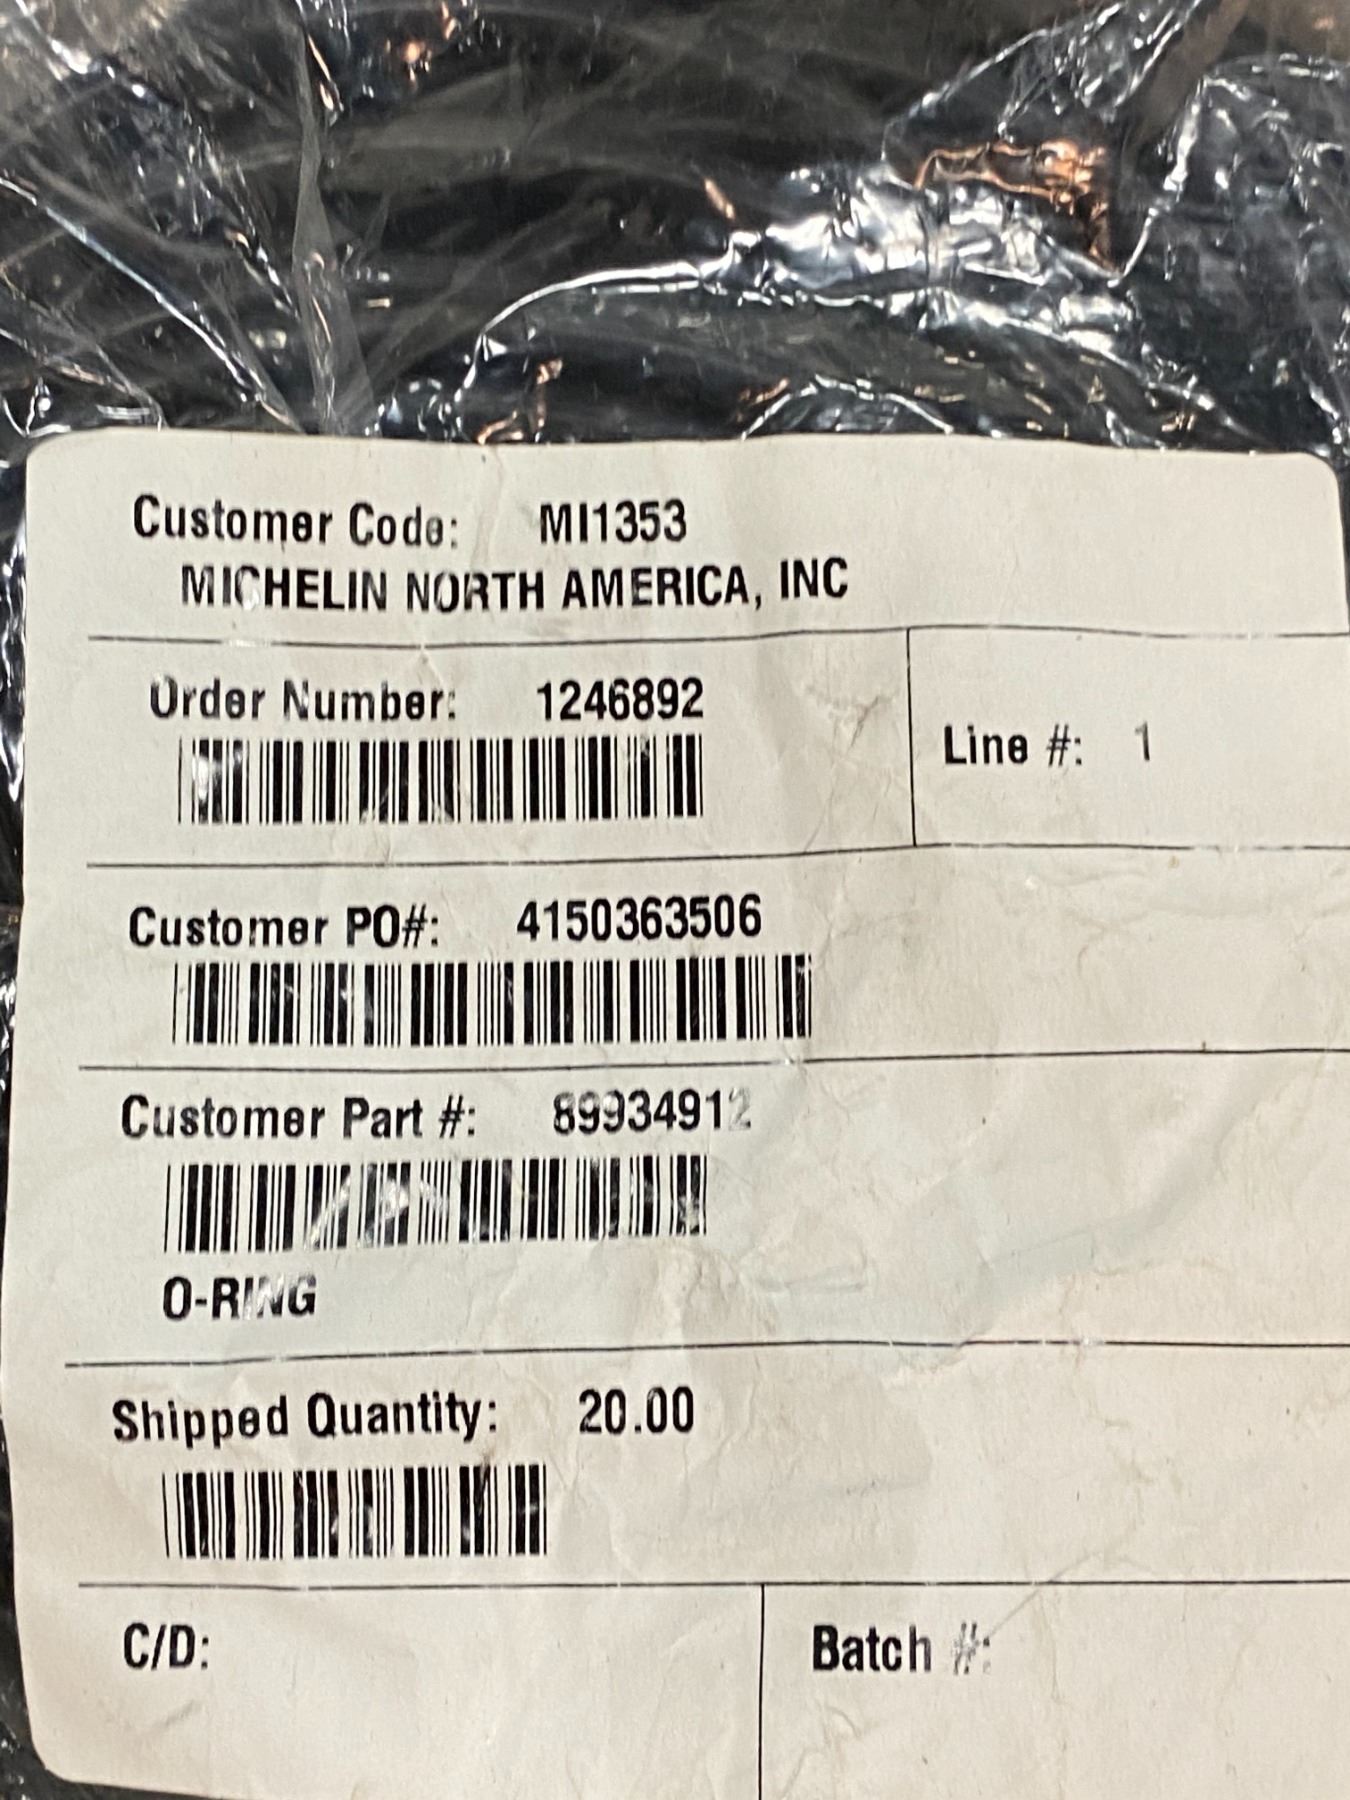 Customer Code: MI1353
MICHELIN NORTH AMERICA, INC
Order Number: 1246892
Line #: 1
Customer PO#: 4150363506
Customer Part #: 89934912
O-RING
Shipped Quantity: 20.00
C/D:
Batch #: